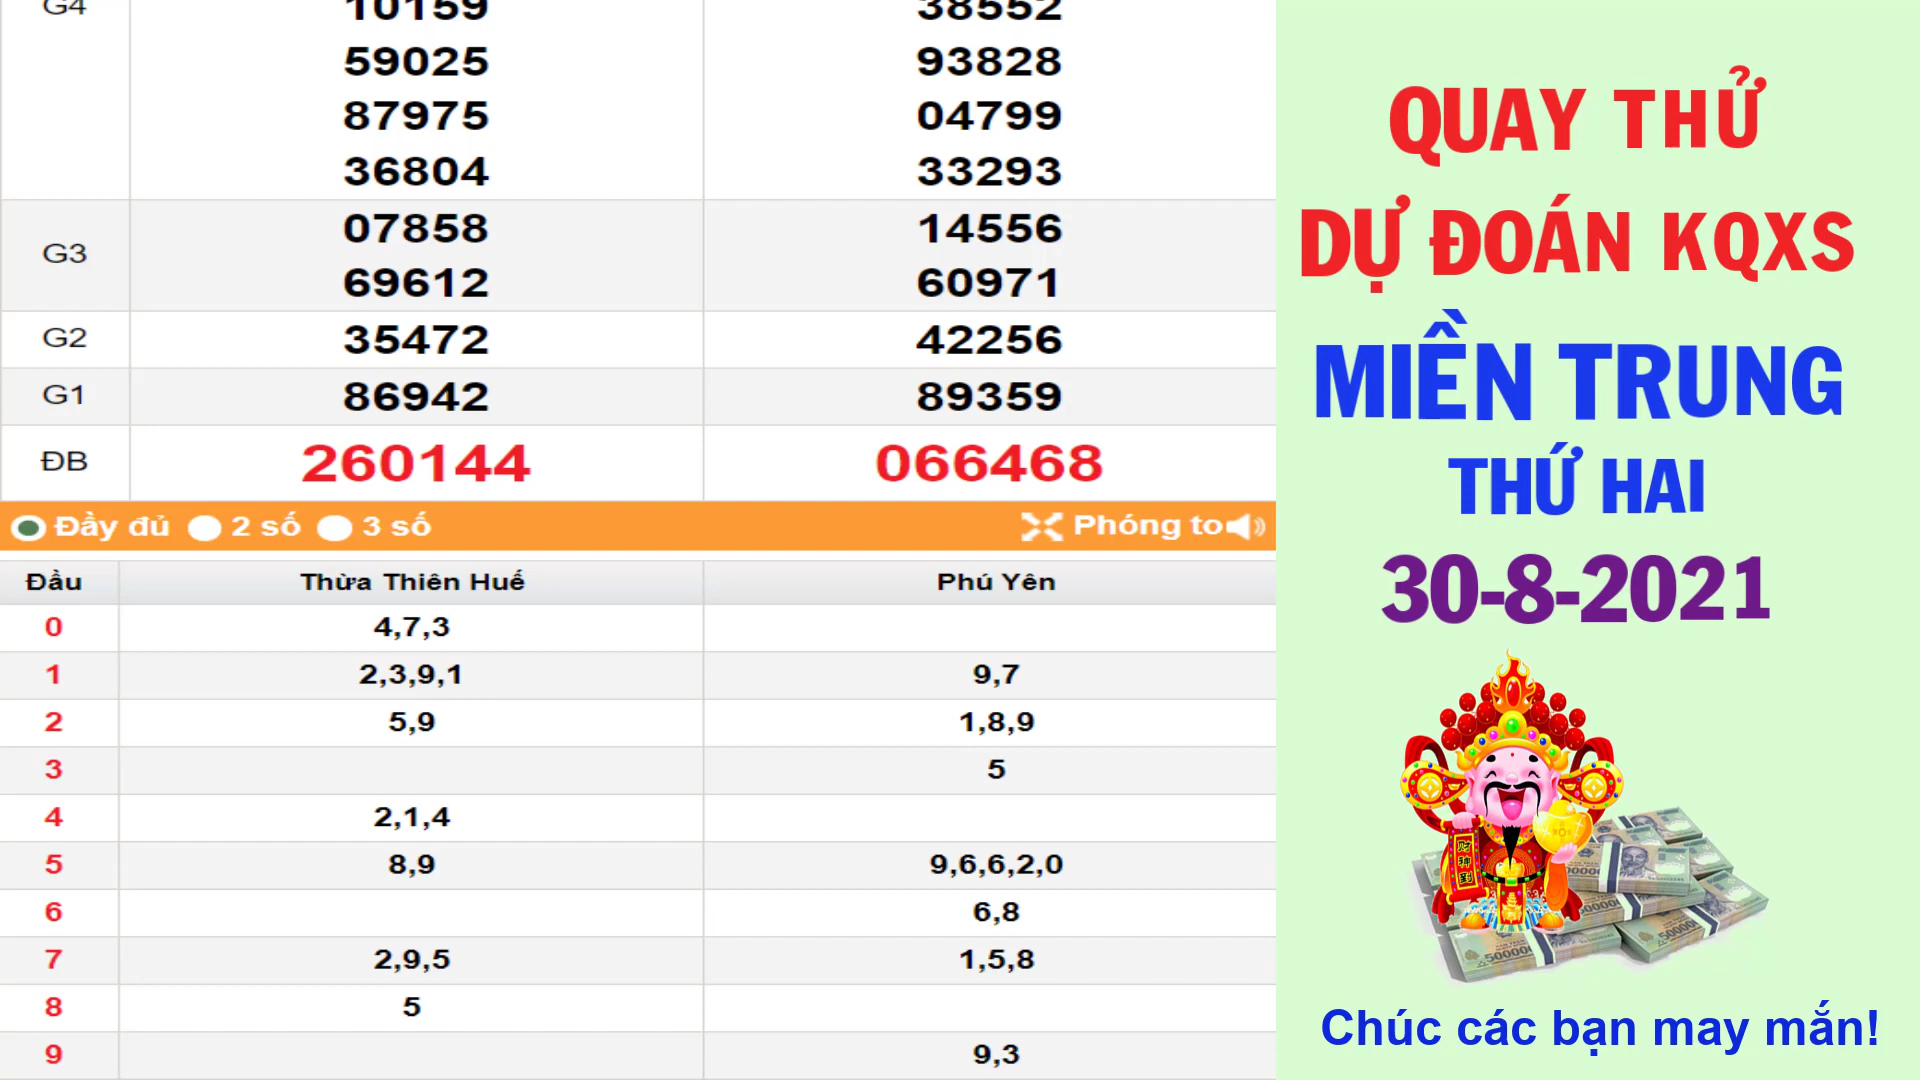 G4 10159 38552
59025 93828
87975 04799
36804 33293
G3 07858 14556
69612 60971
G2 35472 42256
G1 86942 89359
ĐB 260144 066468
Đầy đủ 2 số 3 số Phóng to
Đầu Thừa Thiên Huế Phú Yên
0 4,7,3
1 2,3,9,1 9,7
2 5,9 1,8,9
3 5
4 2,1,4
5 8,9 9,6,6,2,0
6 6,8
7 2,9,5 1,5,8
8 5
9 9,3
QUAY THỬ
DỰ ĐOÁN KQXS
MIỀN TRUNG
THỨ HAI
30-8-2021
财神到
Chúc các bạn may mắn!